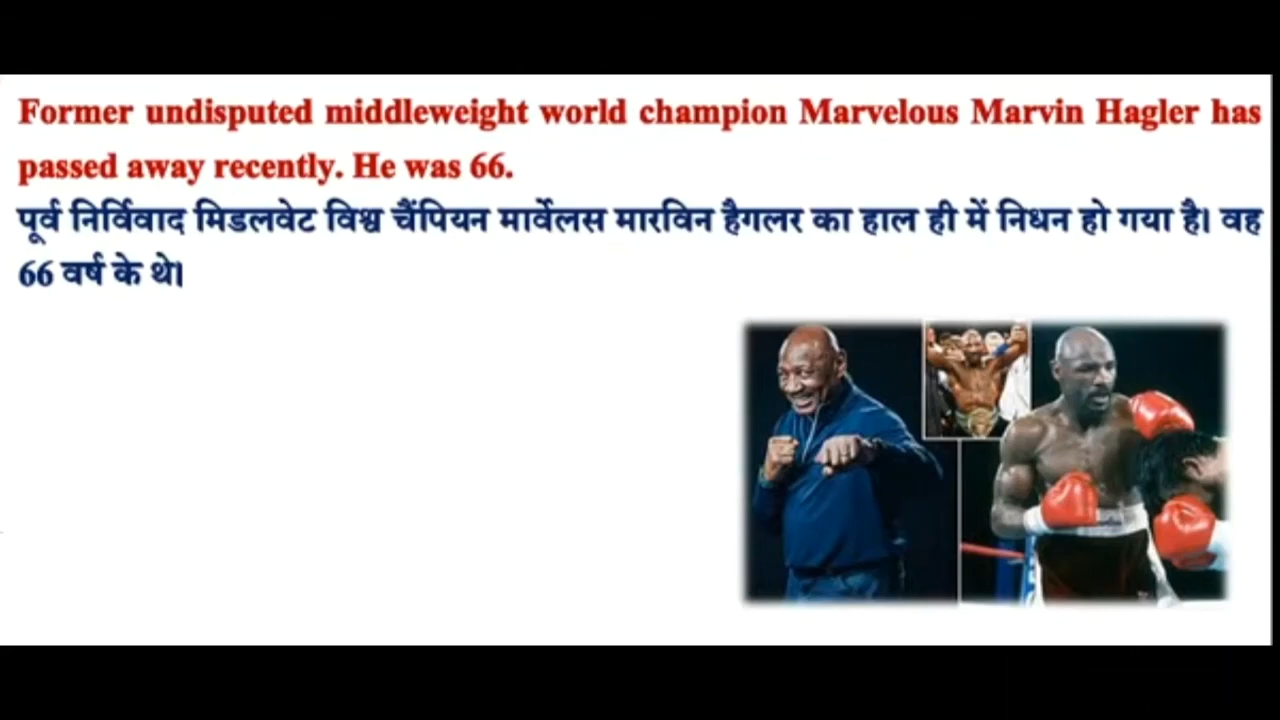 Former undisputed middleweight world champion Marvelous Marvin Hagler has
passed away recently. He was 66.
पूर्व निर्विवाद मिडलवेट विश्व चैंपियन मार्वेलस मारविन हैगलर का हाल ही में निधन हो गया है। वह
66 वर्ष के थे।